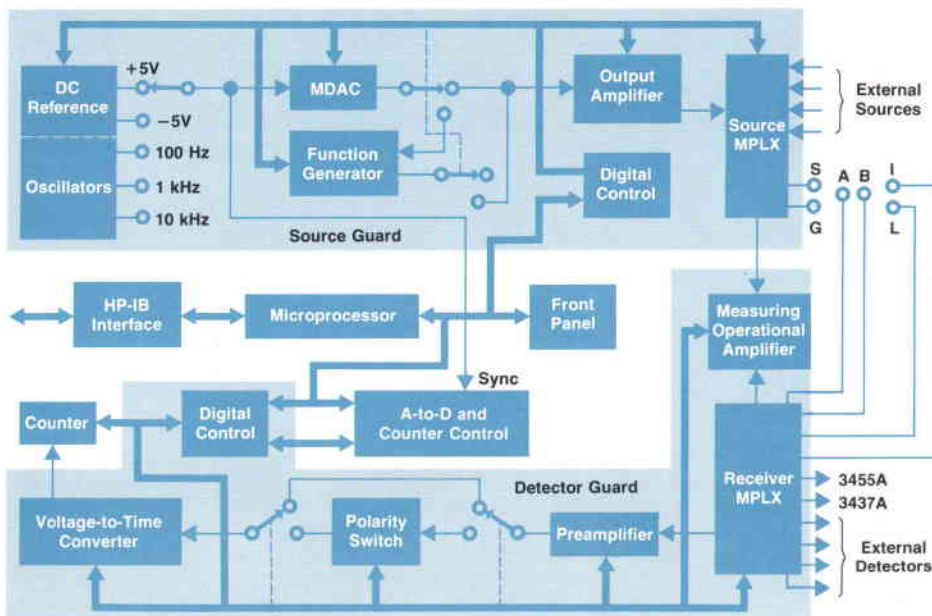 DC
Reference
+5V
−5V
Oscillators
100 Hz
1 kHz
10 kHz
MDAC
Function
Generator
Output
Amplifier
Digital
Control
Source
MPLX
External
Sources
S
A
B
I
G
L
Source Guard
HP-IB
Interface
Microprocessor
Front
Panel
Measuring
Operational
Amplifier
Sync
Counter
Digital
Control
A-to-D and
Counter Control
Detector Guard
Receiver
MPLX
3455A
3437A
External
Detectors
Voltage-to-Time
Converter
Polarity
Switch
Preamplifier